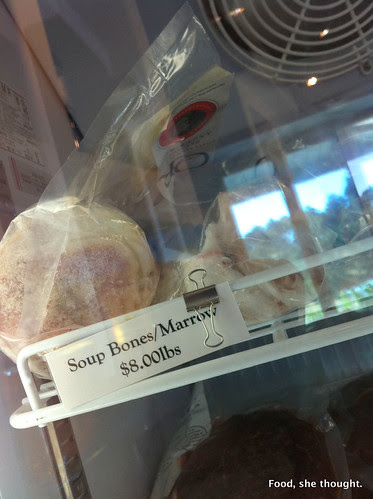 Soup Bones/Marrow
$8.00lbs
Food, she thought.